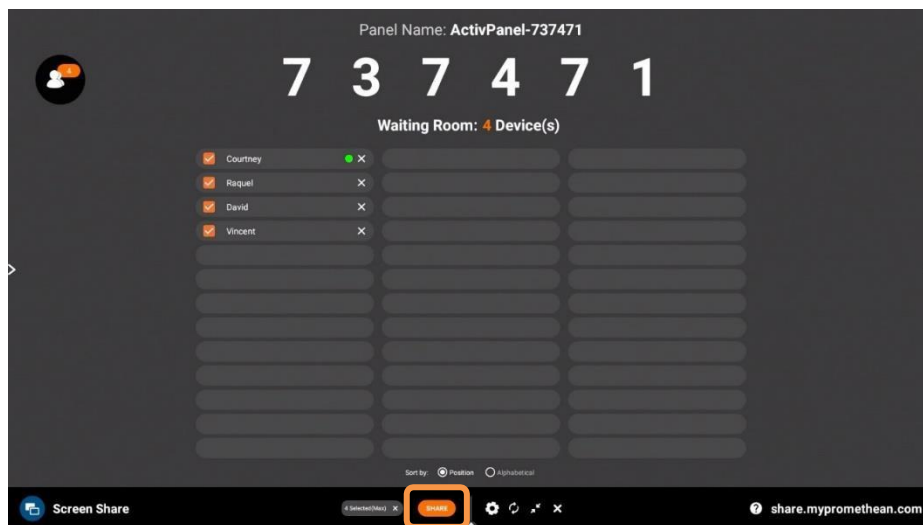 Panel Name: ActivPanel-737471
4
7 3 7 4 7 1
Waiting Room: 4 Device(s)
Courtney
Raquel
David
Vincent
Sort by: Position Alphabetical
Screen Share 4 Selected(Max) SHARE share.mypromethean.com